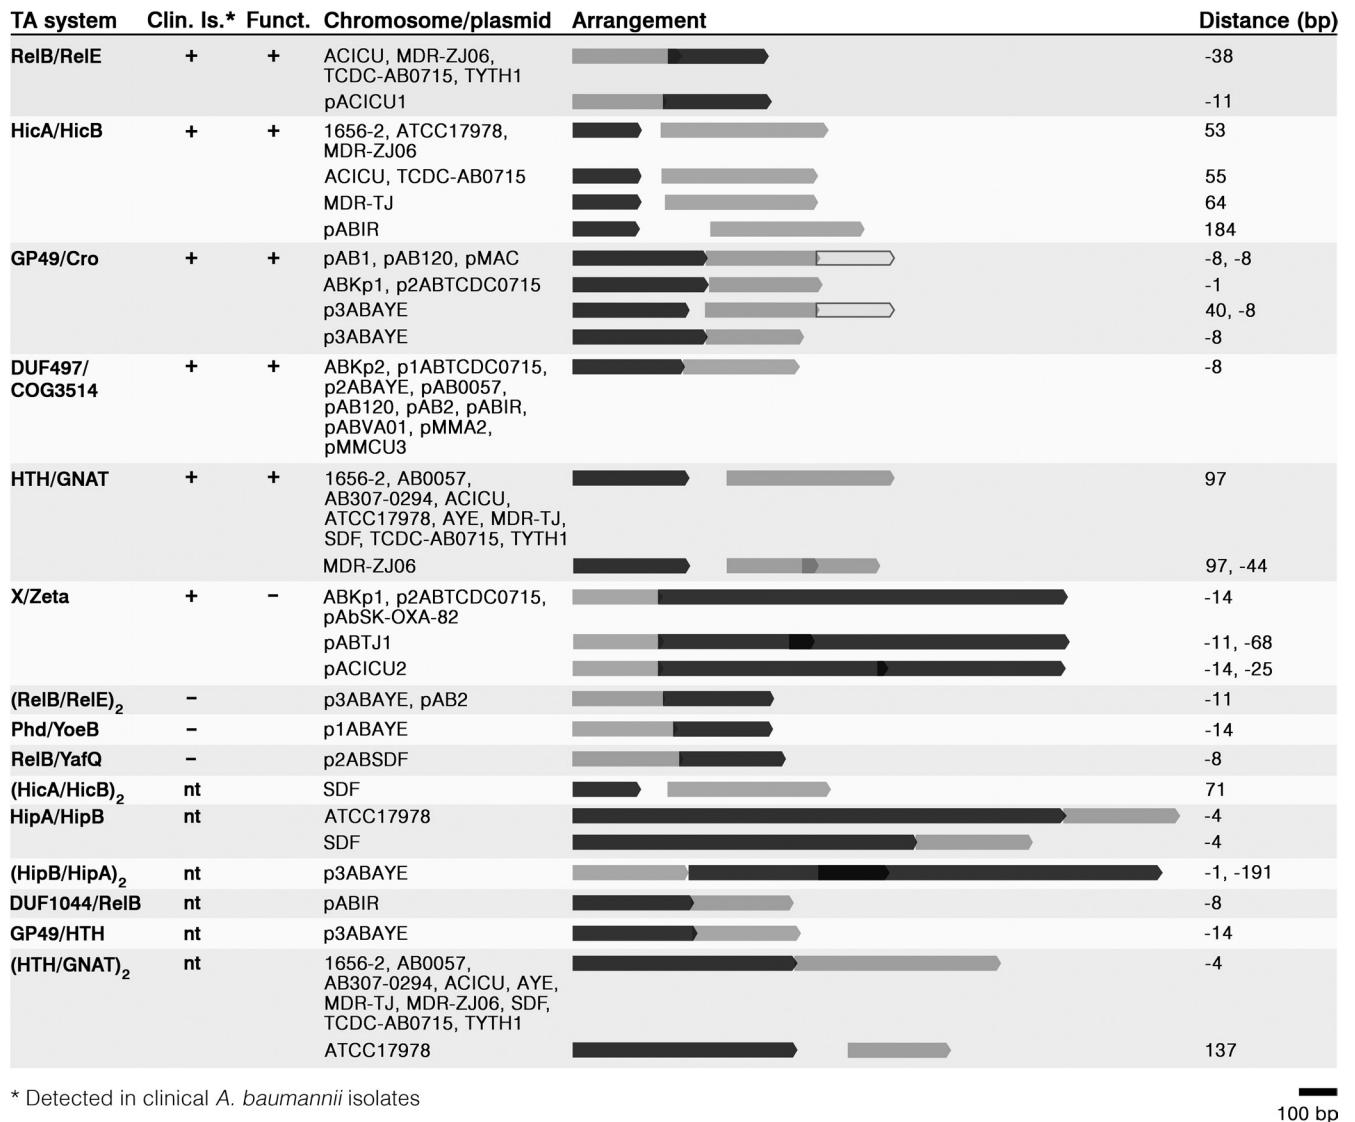 TA system Clin. Is.* Funct. Chromosome/plasmid Arrangement Distance (bp)
RelB/RelE + + ACICU, MDR-ZJ06, -38
TCDC-AB0715, TYTH1
pACICU1 -11
HicA/HicB + + 1656-2, ATCC17978, 53
MDR-ZJ06
ACICU, TCDC-AB0715 55
MDR-TJ 64
pABIR 184
GP49/Cro + + pAB1, pAB120, pMAC -8, -8
ABKp1, p2ABTCDC0715 -1
p3ABAYE 40, -8
p3ABAYE -8
DUF497/ + + ABKp2, p1ABTCDC0715, -8
COG3514 p2ABAYE, pAB0057,
pAB120, pAB2, pABIR,
pABVA01, pMMA2,
pMMCU3
HTH/GNAT + + 1656-2, AB0057, 97
AB307-0294, ACICU,
ATCC17978, AYE, MDR-TJ,
SDF, TCDC-AB0715, TYTH1
MDR-ZJ06 97, -44
X/Zeta + − ABKp1, p2ABTCDC0715, -14
pAbSK-OXA-82
pABTJ1 -11, -68
pACICU2 -14, -25
(RelB/RelE)2 − p3ABAYE, pAB2 -11
Phd/YoeB − p1ABAYE -14
RelB/YafQ − p2ABSDF -8
(HicA/HicB)2 nt SDF 71
HipA/HipB nt ATCC17978 -4
SDF -4
(HipB/HipA)2 nt p3ABAYE -1, -191
DUF1044/RelB nt pABIR -8
GP49/HTH nt p3ABAYE -14
(HTH/GNAT)2 nt 1656-2, AB0057, -4
AB307-0294, ACICU, AYE,
MDR-TJ, MDR-ZJ06, SDF,
TCDC-AB0715, TYTH1
ATCC17978 137
* Detected in clinical A. baumannii isolates
100 bp